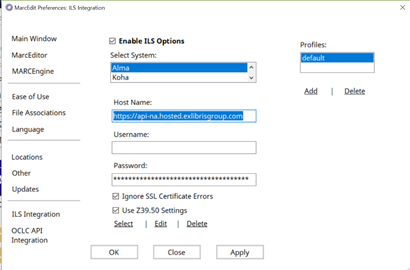 MarcEdit Preferences: ILS Integration
Main Window
MarcEditor
MARCEngine
Ease of Use
File Associations
Language
Locations
Other
Updates
ILS Integration
OCLC API
Integration
Enable ILS Options
Select System:
Alma
Koha
Host Name:
https://api-na.hosted.exlibrisgroup.com
Username:
Password:
************************************
Ignore SSL Certificate Errors
Use Z39.50 Settings
Select | Edit | Delete
OK Close Apply
Profiles:
default
Add | Delete